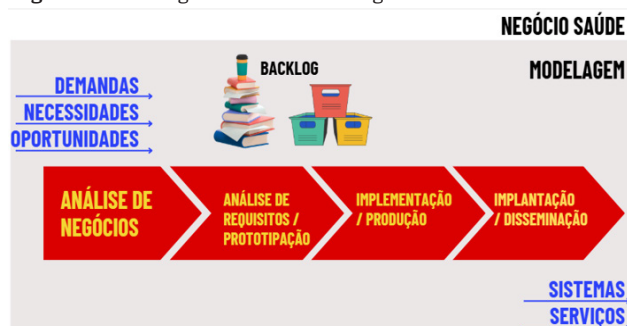 NEGÓCIO SAÚDE
MODELAGEM
BACKLOG
DEMANDAS
NECESSIDADES
OPORTUNIDADES
ANÁLISE DE
NEGÓCIOS
ANÁLISE DE
REQUISITOS /
PROTOTIPAÇÃO
IMPLEMENTAÇÃO
/ PRODUÇÃO
IMPLANTAÇÃO
/ DISSEMINAÇÃO
SISTEMAS
SERVIÇOS